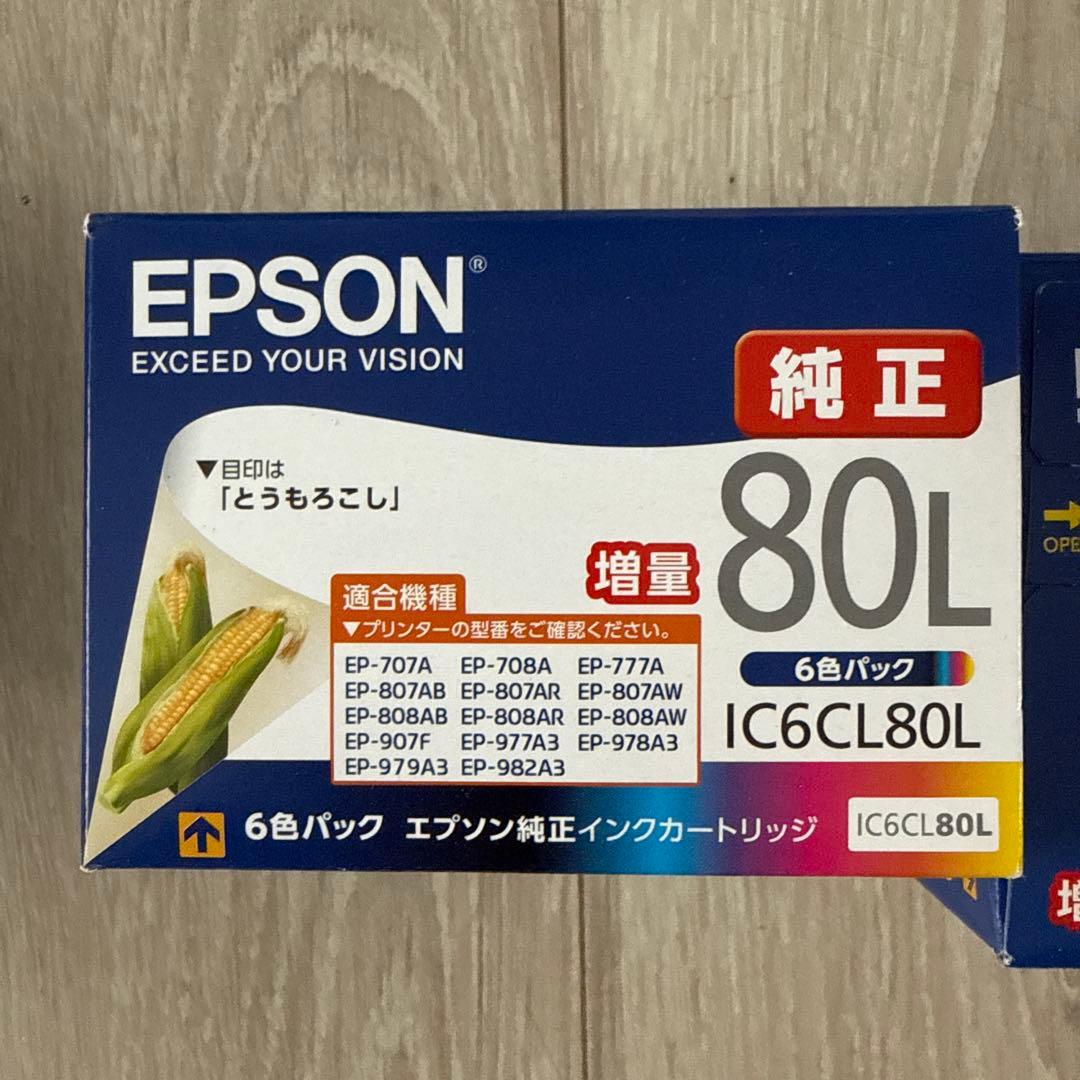 EPSON®
EXCEED YOUR VISION
純正
▼目印は
「とうもろこし」
80L
増量
適合機種
▼プリンターの型番をご確認ください。
EP-707A EP-708A EP-777A
EP-807AB EP-807AR EP-807AW
EP-808AB EP-808AR EP-808AW
EP-907F EP-977A3 EP-978A3
EP-979A3 EP-982A3
6色パック
IC6CL80L
6色パック エプソン純正インクカートリッジ
IC6CL80L